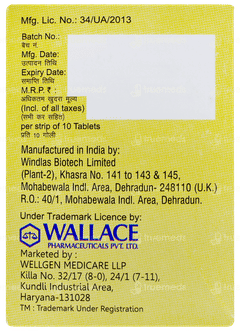 Mfg. Lic. No.: 34/UA/2013
Batch No.:
बैच नं.
Mfg. Date:
उत्पादन तिथि
Expiry Date
समाप्ति तिथि
M.R.P. ₹ :
अधिकतम खुदरा मूल्य
(Incl. of all taxes)
(सभी कर सहित)
per strip of 10 Tablets
प्रति 10 गोली
Manufactured in India by:
Windlas Biotech Limited
(Plant-2), Khasra No. 141 to 143 & 145,
Mohabewala Indl. Area, Dehradun- 248110 (U.K.)
R.O.: 40/1, Mohabewala Indl. Area, Dehradun.
Under Trademark Licence by:
WALLACE
PHARMACEUTICALS PVT. LTD.
Marketed by :
WELLGEN MEDICARE LLP
Killa No. 32/17 (8-0), 24/1 (7-11),
Kundli Industrial Area,
Haryana-131028
TM : Trademark Under Registration